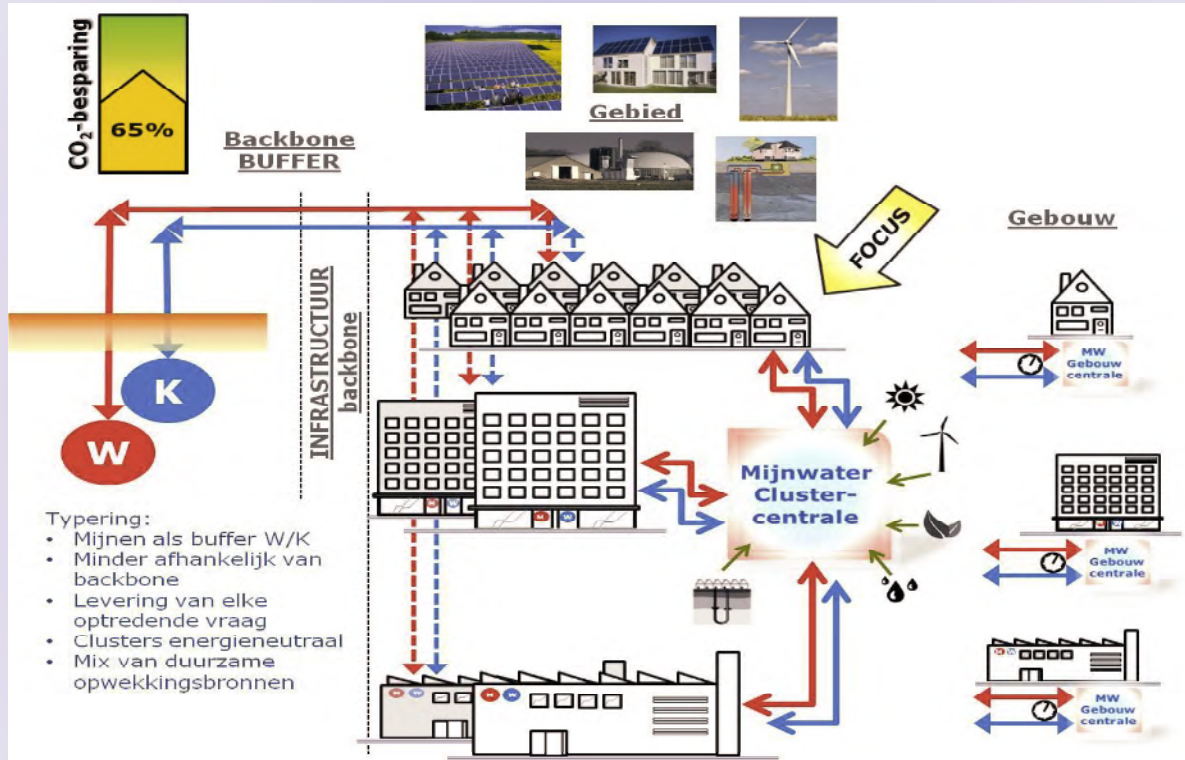 CO₂-besparing
65%
Backbone
BUFFER
Gebied
FOCUS
Gebouw
INFRASTRUCTUUR
backbone
K
W
Typering:
• Mijnen als buffer W/K
• Minder afhankelijk van
backbone
• Levering van elke
optredende vraag
• Clusters energieneutraal
• Mix van duurzame
opwekkingsbronnen
Mijnwater
Cluster-
centrale
MW
Gebouw
centrale
MW
Gebouw
centrale
MW
Gebouw
centrale
M W
M W
M W
M W